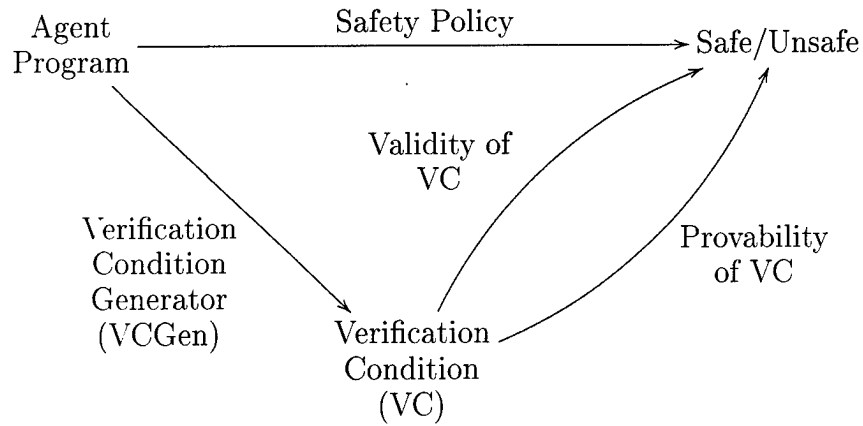 Agent
Program
Safety Policy
Safe/Unsafe
Validity of
VC
Verification
Condition
Generator
(VCGen)
Provability
of VC
Verification
Condition
(VC)